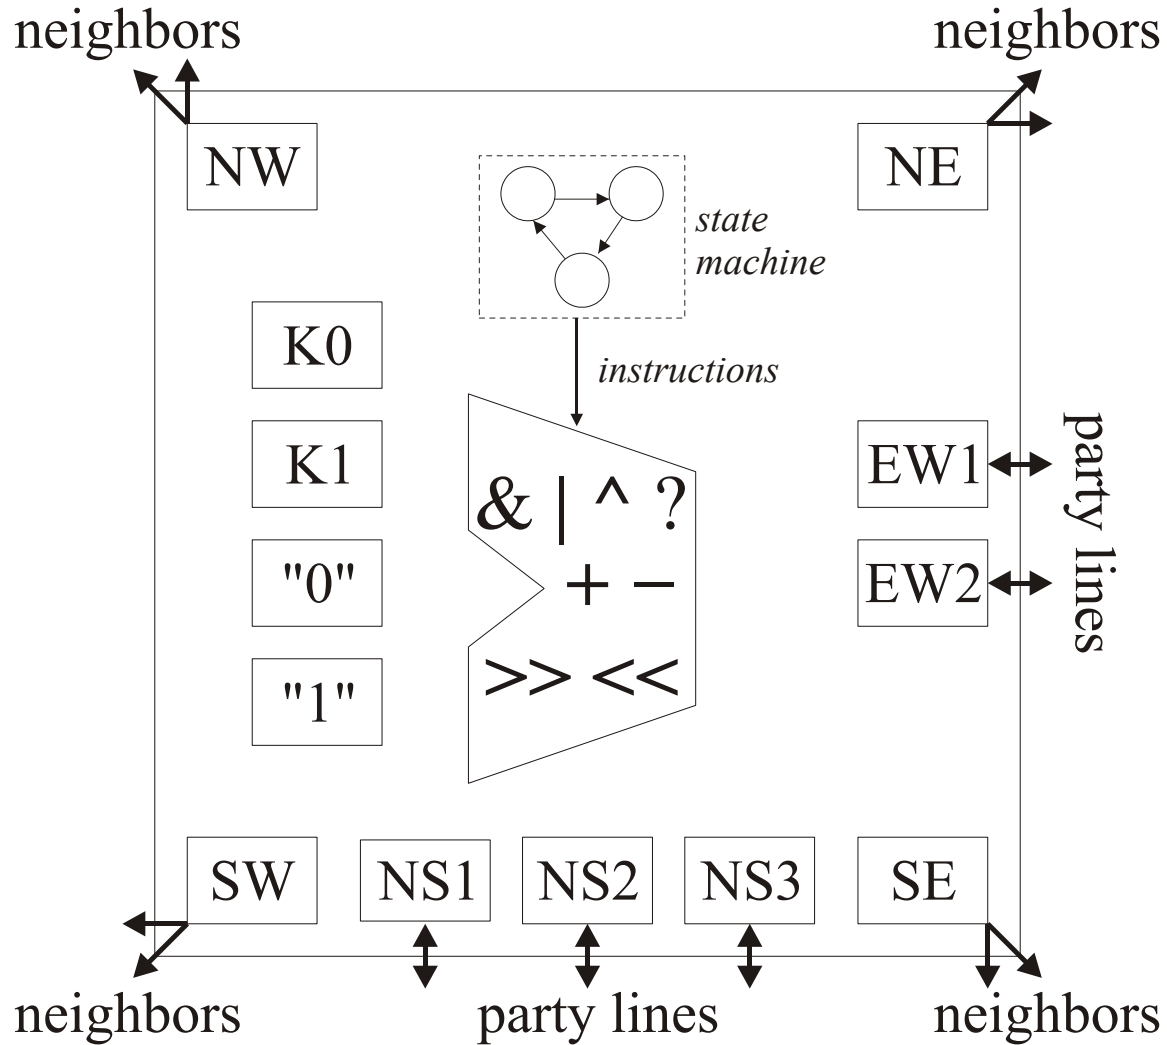 neighbors
neighbors
NW
NE
state
machine
K0
instructions
K1
EW1
& | ^ ?
party lines
"0"
+ −
EW2
"1"
>> <<
SW
NS1
NS2
NS3
SE
neighbors
party lines
neighbors